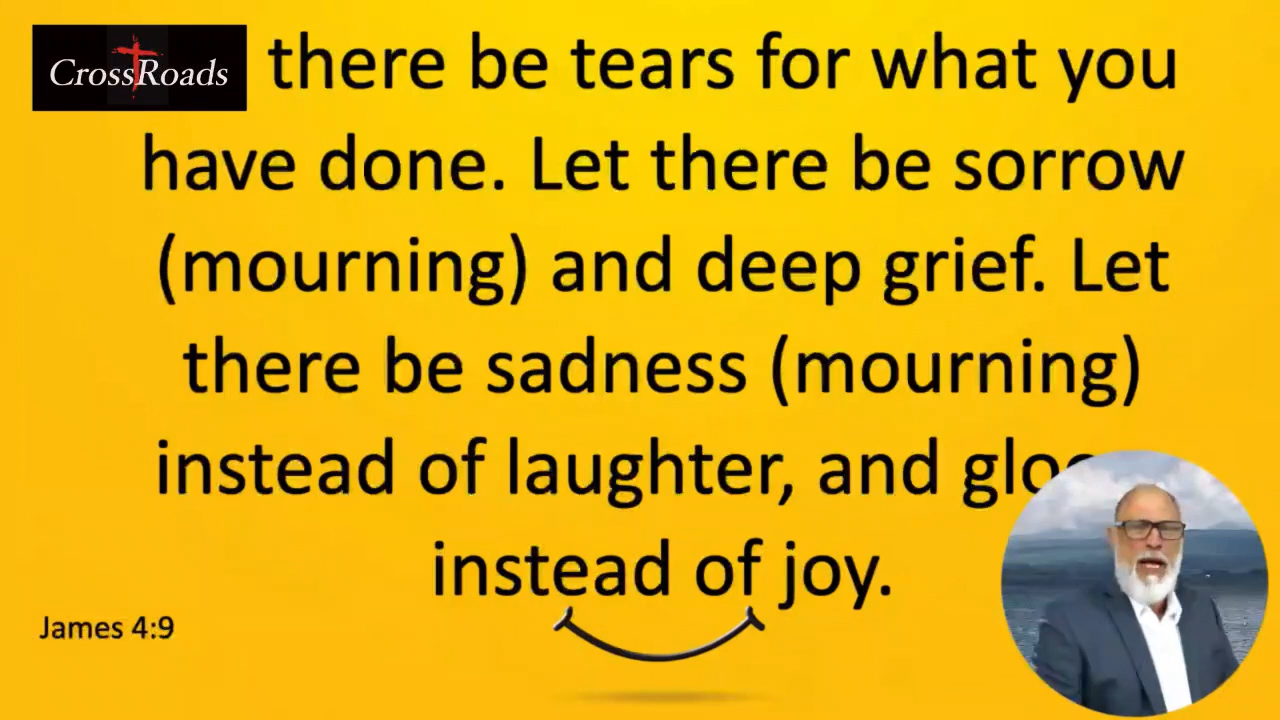 CrossRoads
there be tears for what you
have done. Let there be sorrow
(mourning) and deep grief. Let
there be sadness (mourning)
instead of laughter, and
instead of joy.
James 4:9